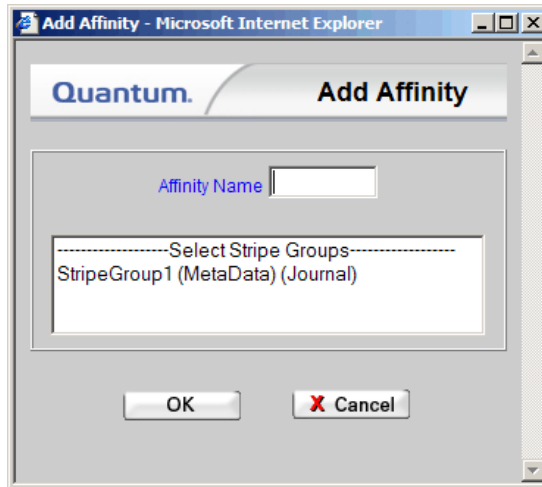 Add Affinity - Microsoft Internet Explorer
Quantum. Add Affinity
Affinity Name
-------------------Select Stripe Groups------------------
StripeGroup1 (MetaData) (Journal)
OK X Cancel